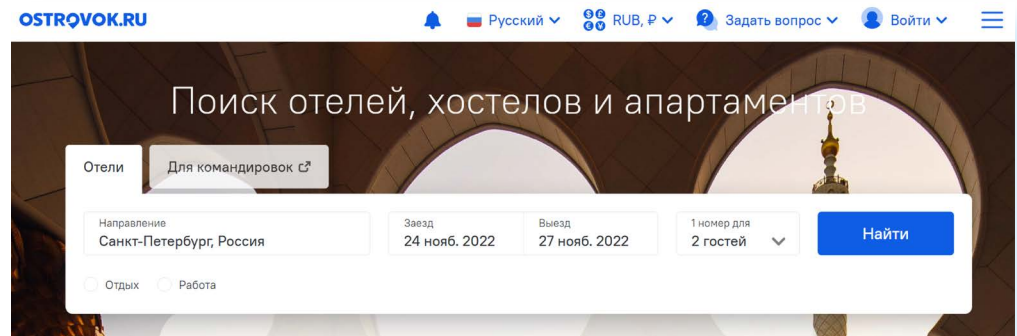 OSTROVOK.RU
Русский
RUB, ₽
Задать вопрос
Войти
Поиск отелей, хостелов и апартаментов
Отели
Для командировок
Направление
Санкт-Петербург, Россия
Заезд
24 нояб. 2022
Выезд
27 нояб. 2022
1 номер для
2 гостей
Найти
Отдых
Работа